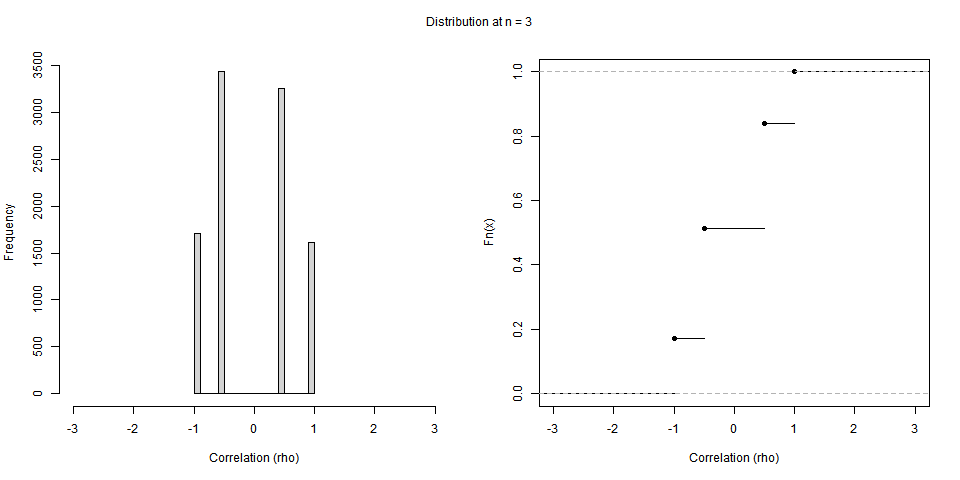 Distribution at n = 3
Frequency
0
500
1000
1500
2000
2500
3000
3500
-3 -2 -1 0 1 2 3
Correlation (rho)
Fn(x)
0.0
0.2
0.4
0.6
0.8
1.0
-3 -2 -1 0 1 2 3
Correlation (rho)